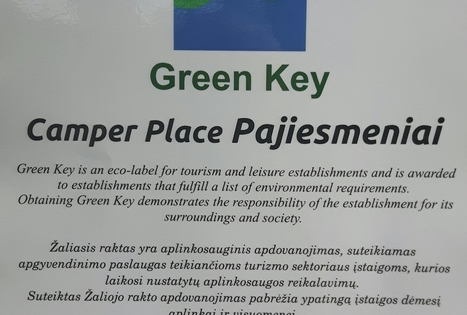 Green Key
Camper Place Pajiesmeniai
Green Key is an eco-label for tourism and leisure establishments and is awarded
to establishments that fulfill a list of environmental requirements.
Obtaining Green Key demonstrates the responsibility of the establishment for its
surroundings and society.
Žaliasis raktas yra aplinkosauginis apdovanojimas, suteikiamas
apgyvendinimo paslaugas teikiančioms turizmo sektoriaus įstaigoms, kurios
laikosi nustatytų aplinkosaugos reikalavimų.
Suteiktas Žaliojo rakto apdovanojimas pabrėžia ypatingą įstaigos dėmesį
aplinkai ir visuomenei